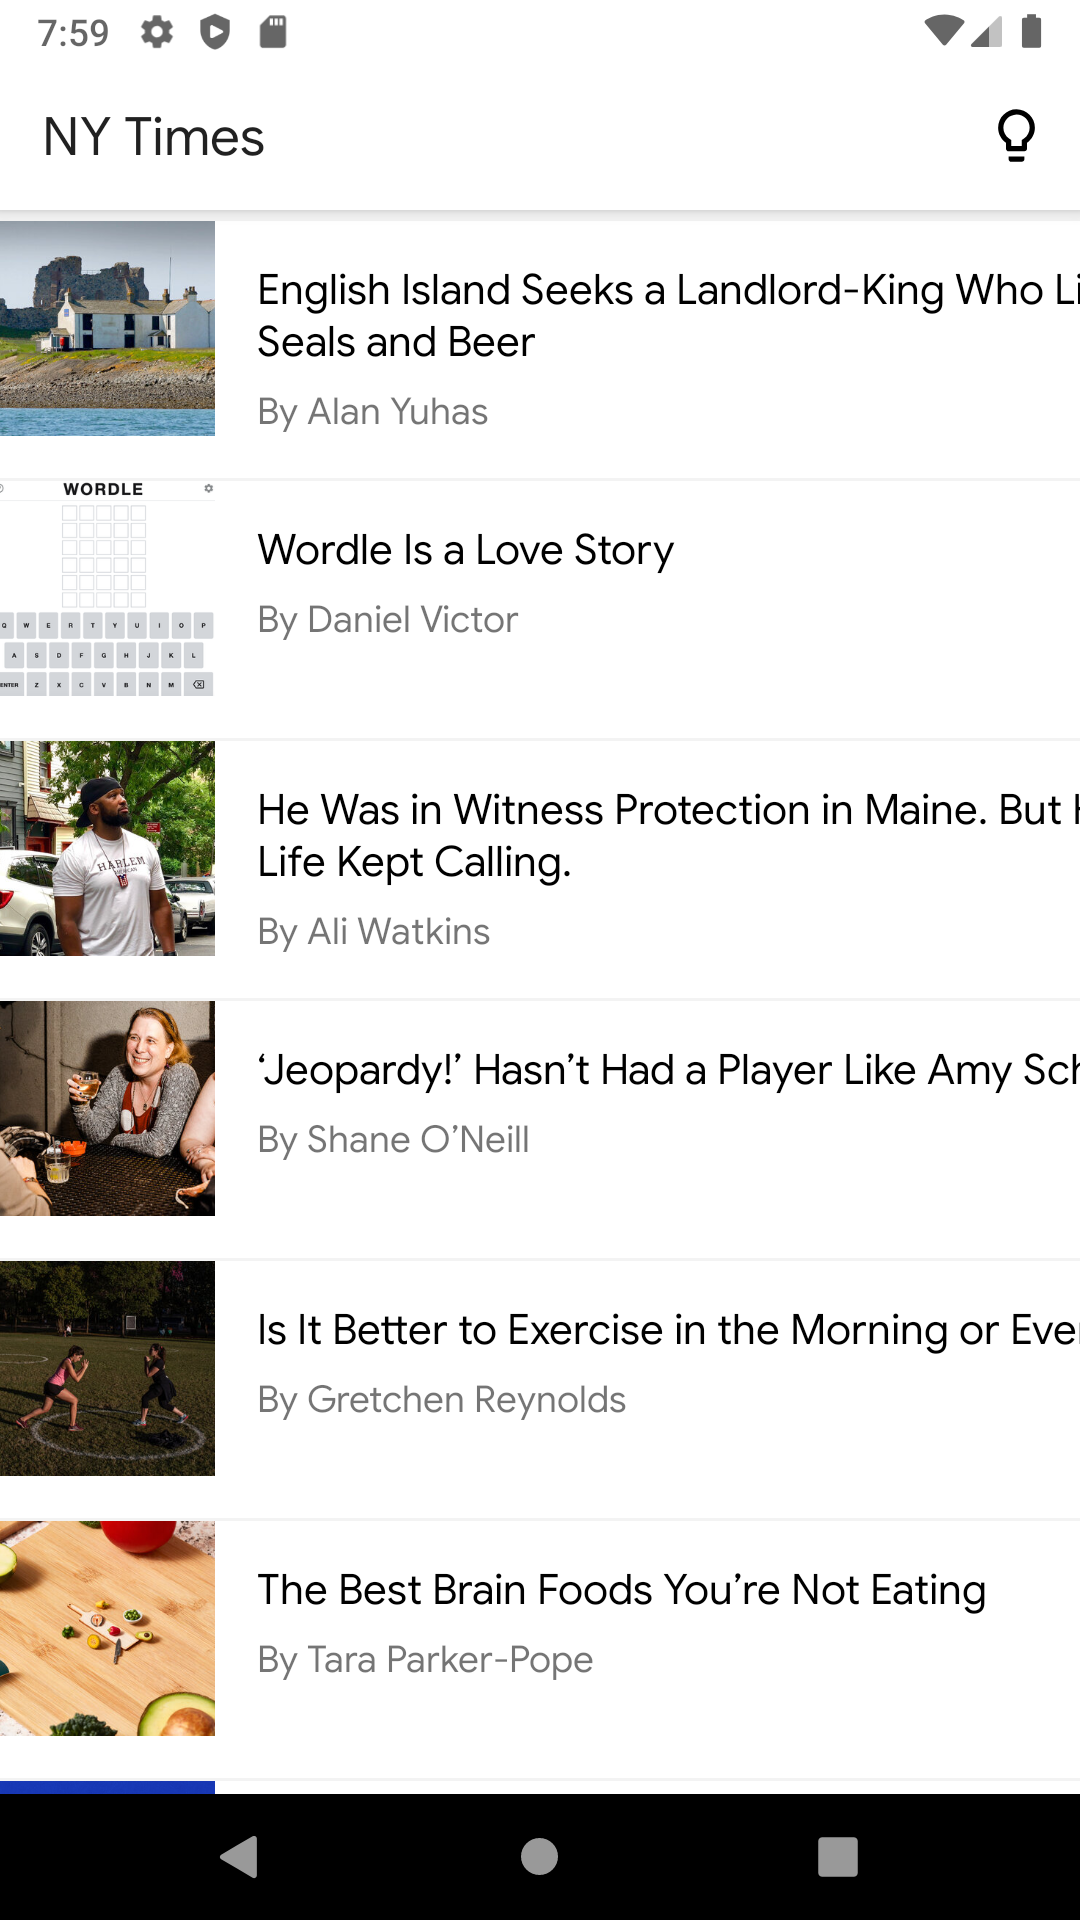 7:59
NY Times
English Island Seeks a Landlord-King Who
Seals and Beer
By Alan Yuhas
WORDLE
Q W E R T Y U I O P
A S D F G H J K L
ENTER Z X C V B N M
Wordle Is a Love Story
By Daniel Victor
HARLEM
He Was in Witness Protection in Maine. But
Life Kept Calling.
By Ali Watkins
‘Jeopardy!’ Hasn’t Had a Player Like Amy Sch
By Shane O’Neill
Is It Better to Exercise in the Morning or Eve
By Gretchen Reynolds
The Best Brain Foods You’re Not Eating
By Tara Parker-Pope